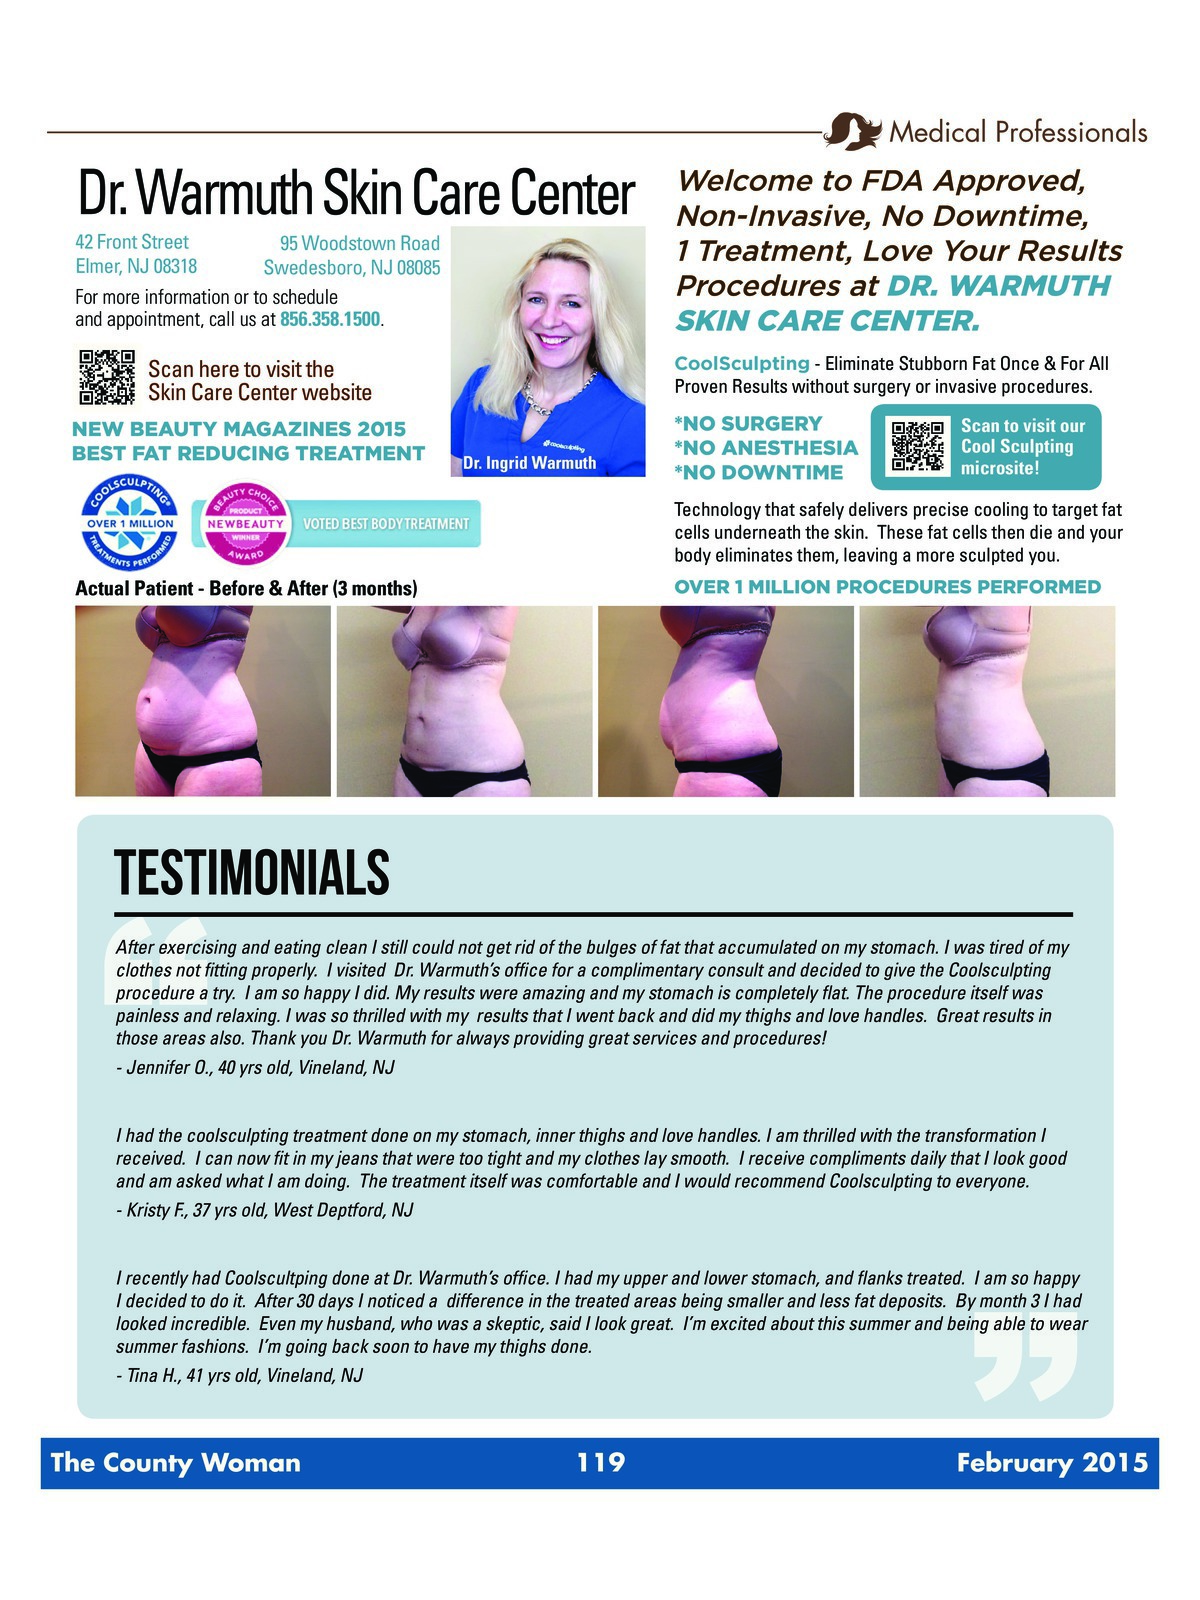 Medical Professionals
Dr. Warmuth Skin Care Center
42 Front Street
Elmer, NJ 08318
95 Woodstown Road
Swedesboro, NJ 08085
For more information or to schedule
and appointment, call us at 856.358.1500.
Scan here to visit the
Skin Care Center website
NEW BEAUTY MAGAZINES 2015
BEST FAT REDUCING TREATMENT
coolsculpting
Dr. Ingrid Warmuth
COOLSCULPTING®
OVER 1 MILLION
TREATMENTS PERFORMED
BEAUTY CHOICE
PRODUCT
NEWBEAUTY
WINNER
AWARD
VOTED BEST BODY TREATMENT
Actual Patient - Before & After (3 months)
Welcome to FDA Approved,
Non-Invasive, No Downtime,
1 Treatment, Love Your Results
Procedures at DR. WARMUTH
SKIN CARE CENTER.
CoolSculpting - Eliminate Stubborn Fat Once & For All
Proven Results without surgery or invasive procedures.
*NO SURGERY
*NO ANESTHESIA
*NO DOWNTIME
Scan to visit our
Cool Sculpting
microsite!
Technology that safely delivers precise cooling to target fat
cells underneath the skin. These fat cells then die and your
body eliminates them, leaving a more sculpted you.
OVER 1 MILLION PROCEDURES PERFORMED
TESTIMONIALS
After exercising and eating clean I still could not get rid of the bulges of fat that accumulated on my stomach. I was tired of my
clothes not fitting properly. I visited Dr. Warmuth's office for a complimentary consult and decided to give the Coolsculpting
procedure a try. I am so happy I did. My results were amazing and my stomach is completely flat. The procedure itself was
painless and relaxing. I was so thrilled with my results that I went back and did my thighs and love handles. Great results in
those areas also. Thank you Dr. Warmuth for always providing great services and procedures!
- Jennifer O., 40 yrs old, Vineland, NJ
I had the coolsculpting treatment done on my stomach, inner thighs and love handles. I am thrilled with the transformation I
received. I can now fit in my jeans that were too tight and my clothes lay smooth. I receive compliments daily that I look good
and am asked what I am doing. The treatment itself was comfortable and I would recommend Coolsculpting to everyone.
- Kristy F., 37 yrs old, West Deptford, NJ
I recently had Coolscultping done at Dr. Warmuth's office. I had my upper and lower stomach, and flanks treated. I am so happy
I decided to do it. After 30 days I noticed a difference in the treated areas being smaller and less fat deposits. By month 3 I had
looked incredible. Even my husband, who was a skeptic, said I look great. I'm excited about this summer and being able to wear
summer fashions. I'm going back soon to have my thighs done.
- Tina H., 41 yrs old, Vineland, NJ
The County Woman
119
February 2015